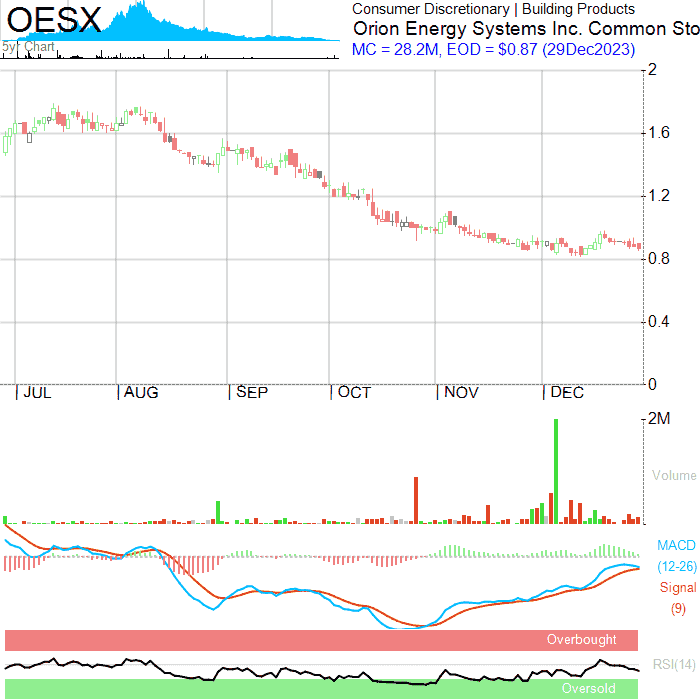 OESX
5yr Chart
Consumer Discretionary | Building Products
Orion Energy Systems Inc. Common Sto
MC = 28.2M, EOD = $0.87 (29Dec2023)
2
1.6
1.2
0.8
0.4
0
JUL AUG SEP OCT NOV DEC
2M
Volume
MACD
(12-26)
Signal
(9)
Overbought
RSI(14)
Oversold